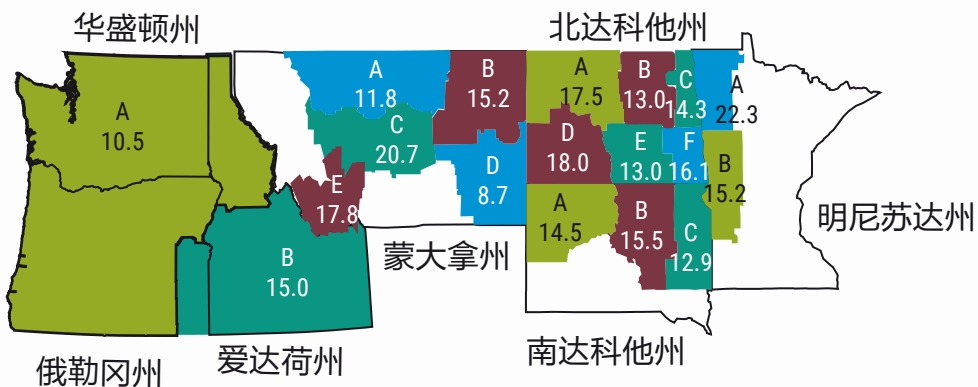 华盛顿州
北达科他州
A
10.5
A
11.8
B
15.2
C
20.7
D
8.7
E
17.8
A
17.5
B
13.0
C
14.3
D
18.0
E
13.0
F
16.1
A
22.3
B
15.2
A
14.5
B
15.5
C
12.9
B
15.0
蒙大拿州
明尼苏达州
俄勒冈州
爱达荷州
南达科他州